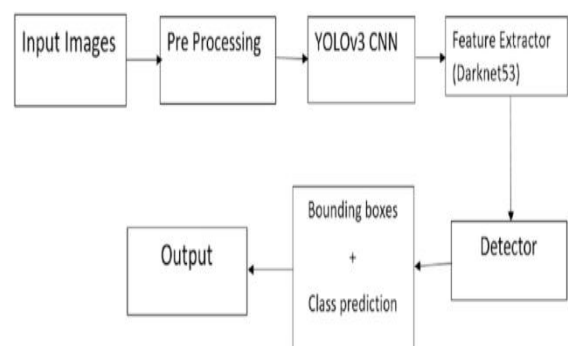 Input Images
Pre Processing
YOLOv3 CNN
Feature Extractor
(Darknet53)
Detector
Bounding boxes
+
Class prediction
Output